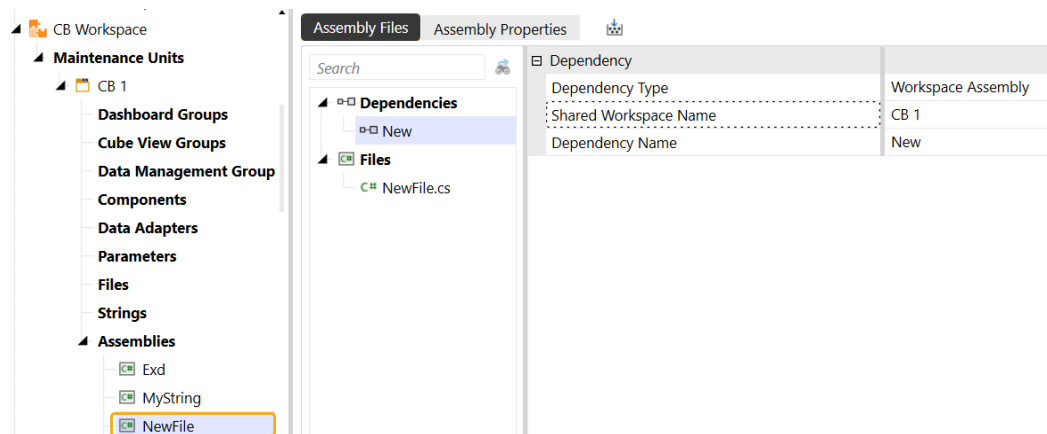 CB Workspace
Maintenance Units
CB 1
Dashboard Groups
Cube View Groups
Data Management Group
Components
Data Adapters
Parameters
Files
Strings
Assemblies
C# Exd
C# MyString
C# NewFile
Assembly Files Assembly Properties
Search
Dependencies
New
C# Files
C# NewFile.cs
Dependency
Dependency Type Workspace Assembly
Shared Workspace Name CB 1
Dependency Name New